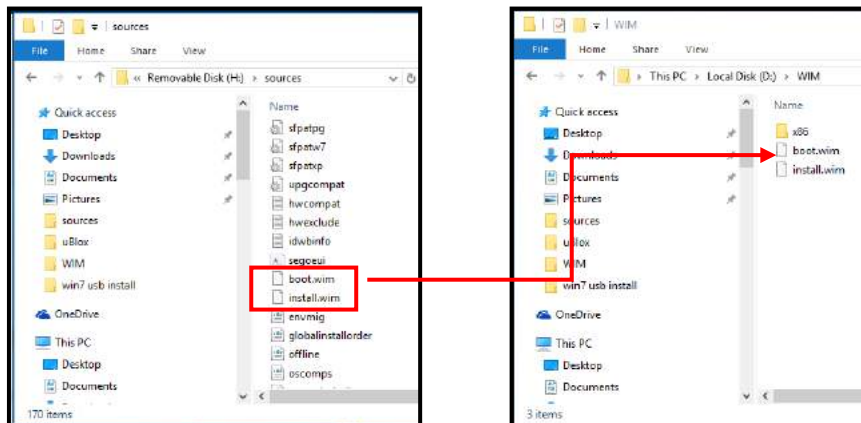 sources
File Home Share View
« Removable Disk (H:) > sources
Quick access
Desktop
Downloads
Documents
Pictures
sources
uBlox
WIM
win7 usb install
OneDrive
This PC
Desktop
Documents
170 items
Name
sfpatpg
sfpatw7
sfpatxp
upgcompat
hwcompat
hwexclude
idwbinfo
segoeui
boot.wim
install.wim
envmig
globalinstallorder
offline
oscomps
WIM
File Home Share View
> This PC > Local Disk (D:) > WIM
Quick access
Desktop
Downloads
Documents
Pictures
sources
uBlox
WIM
win7 usb install
OneDrive
This PC
Desktop
Documents
3 items
Name
x86
boot.wim
install.wim